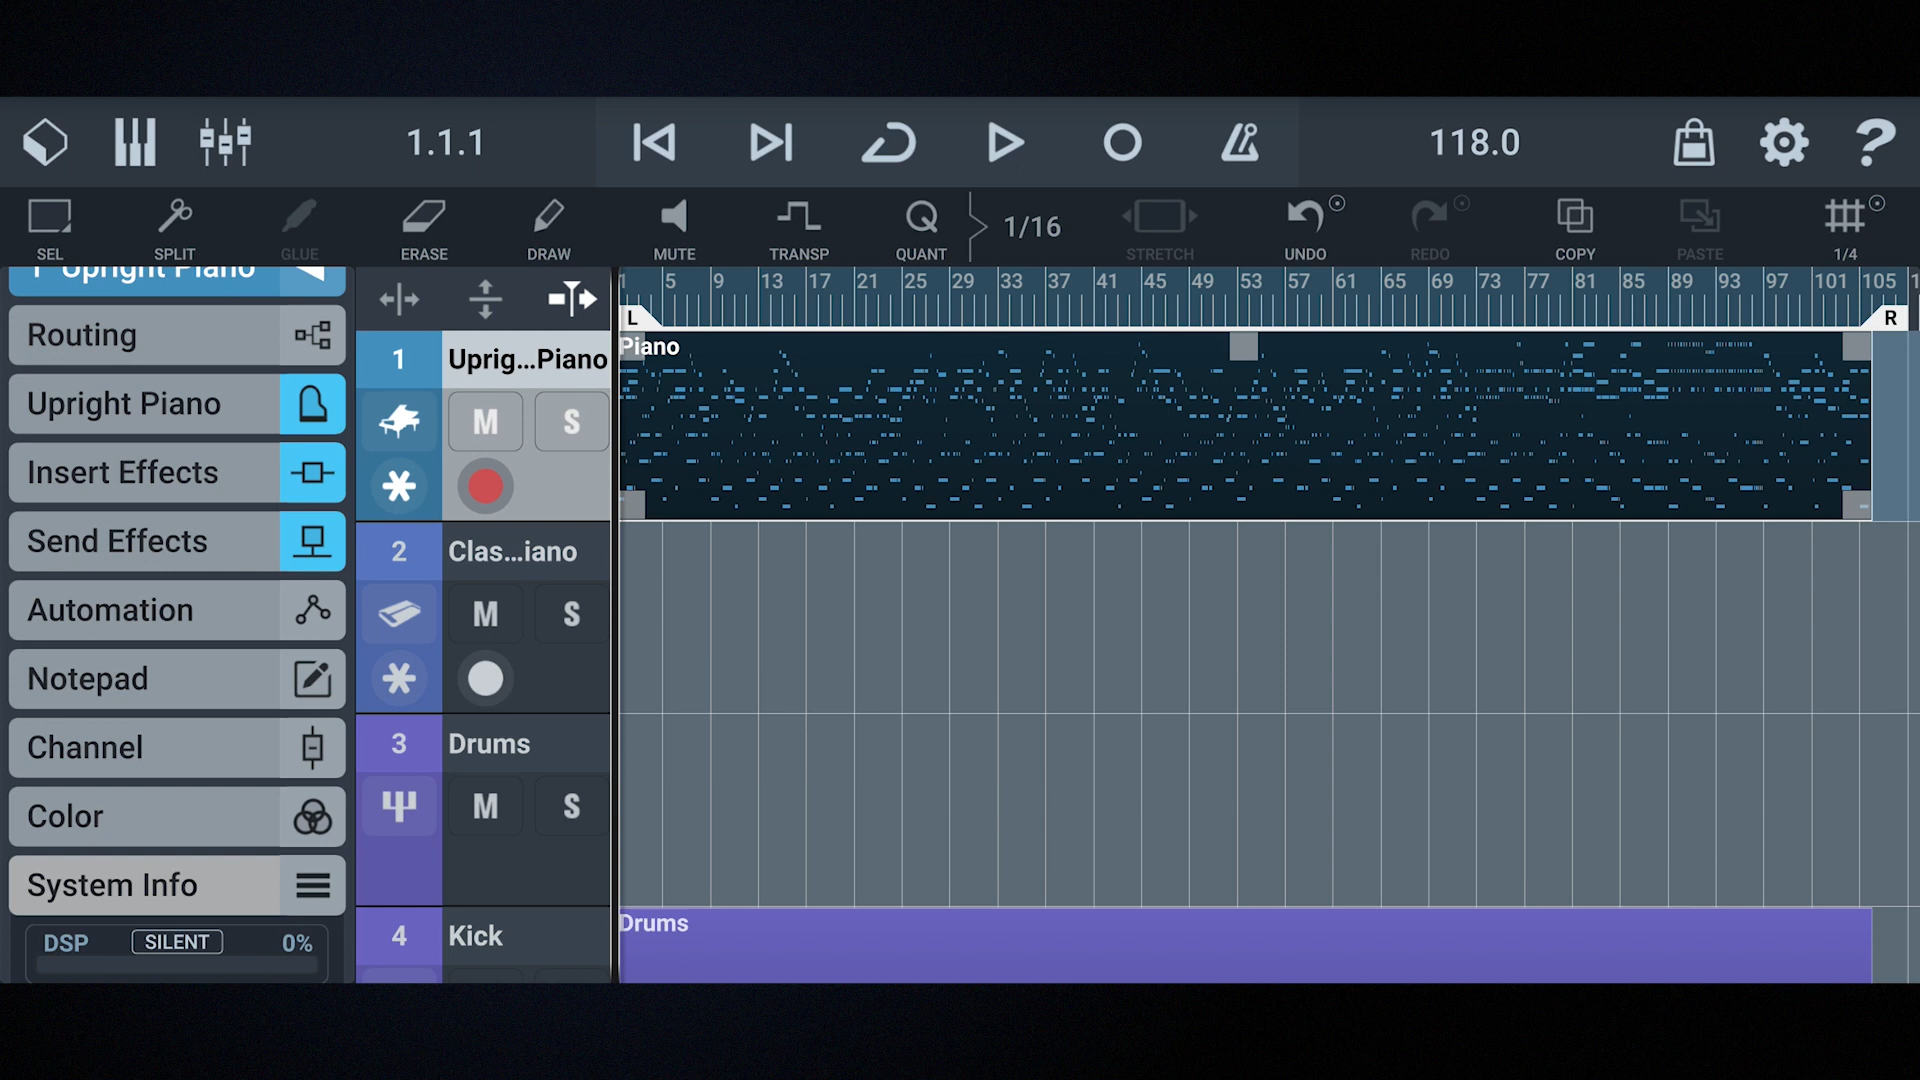 1.1.1
118.0
SEL
SPLIT
GLUE
ERASE
DRAW
MUTE
TRANSP
Q
QUANT
1/16
STRETCH
UNDO
REDO
COPY
PASTE
1/4
1 Upright Piano
Routing
Upright Piano
Insert Effects
Send Effects
Automation
Notepad
Channel
Color
System Info
DSP SILENT 0%
1 5 9 13 17 21 25 29 33 37 41 45 49 53 57 61 65 69 73 77 81 85 89 93 97 101 105
L R
1 Uprig...Piano
M S
2 Clas...iano
M S
3 Drums
M S
4 Kick
Piano
Drums